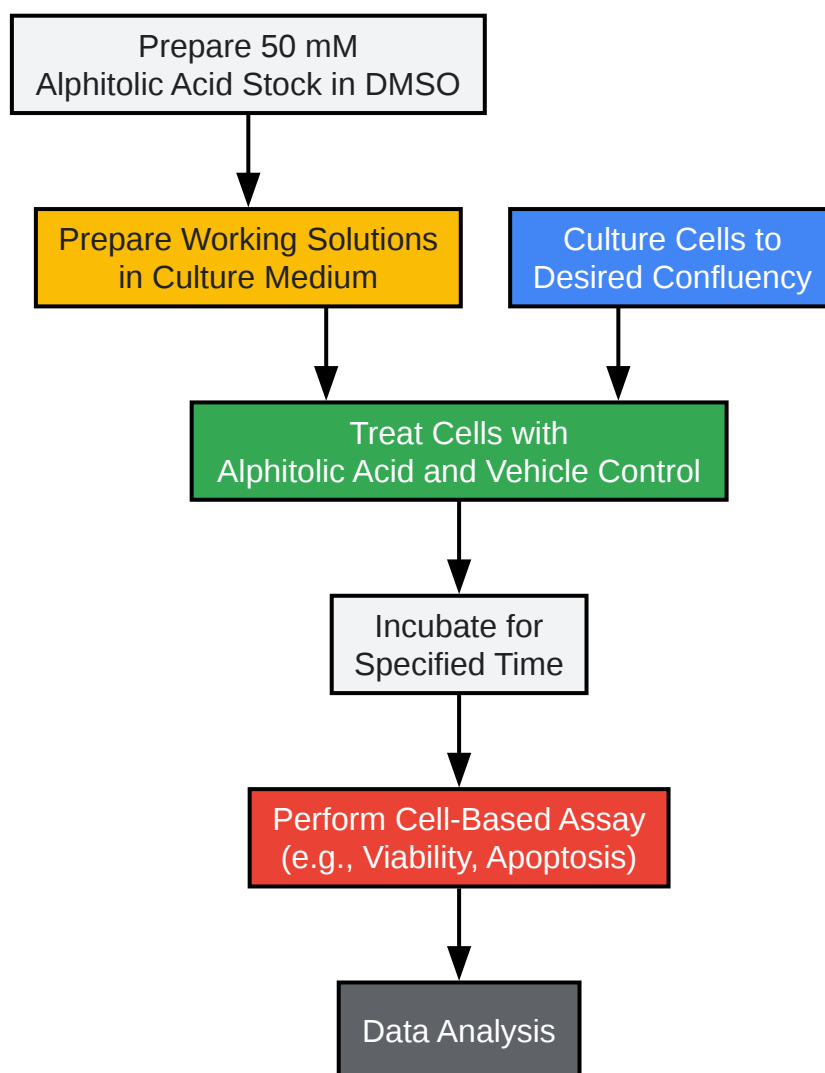 Prepare 50 mM
Alphitolic Acid Stock in DMSO
Prepare Working Solutions
in Culture Medium
Culture Cells to
Desired Confluency
Treat Cells with
Alphitolic Acid and Vehicle Control
Incubate for
Specified Time
Perform Cell-Based Assay
(e.g., Viability, Apoptosis)
Data Analysis